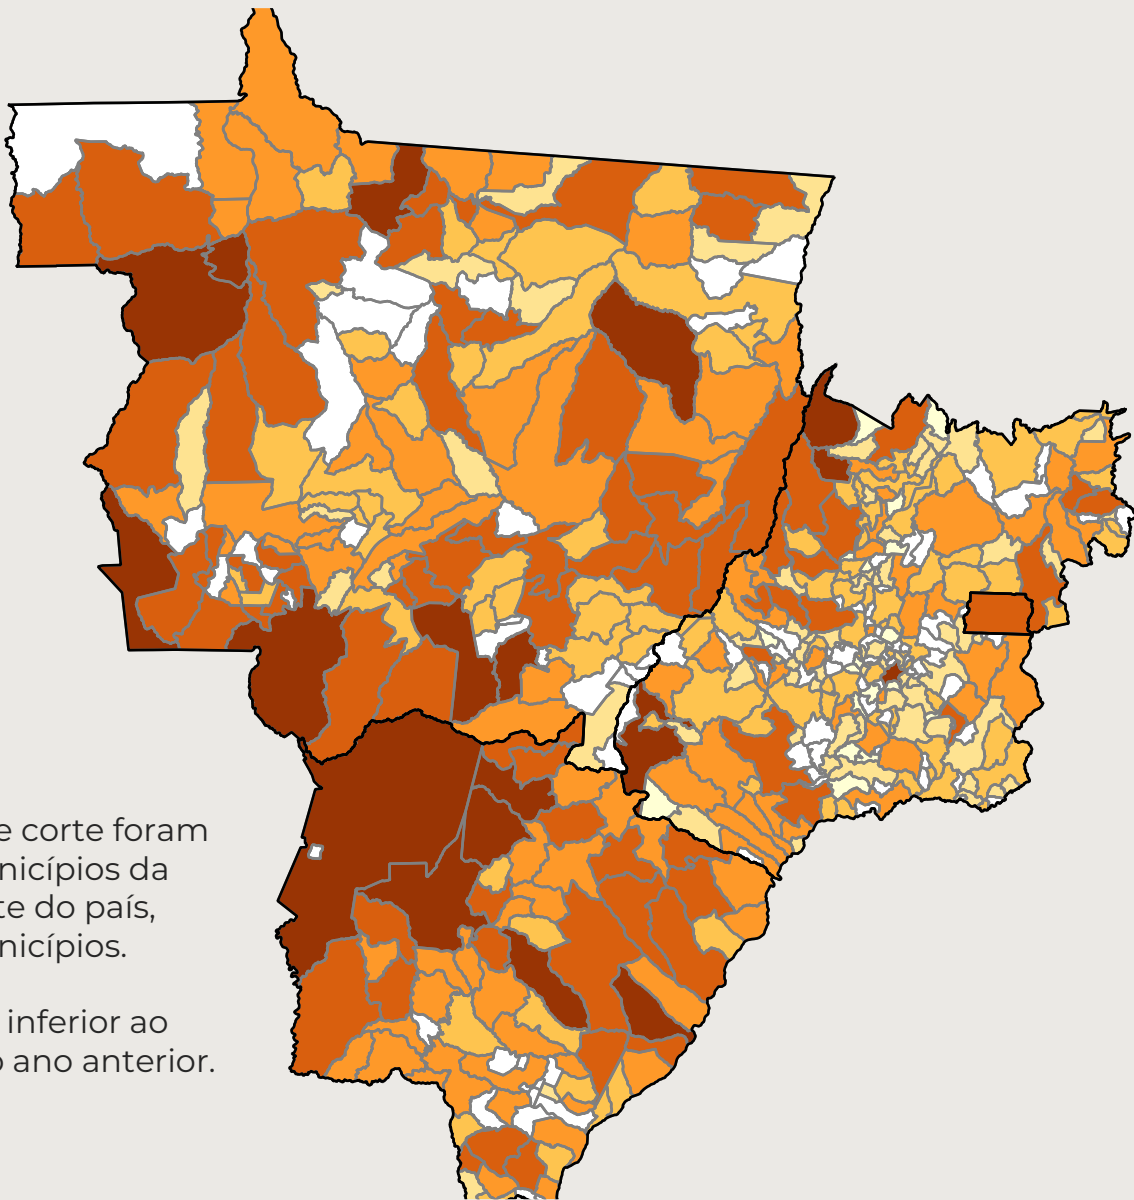 e corte foram
nicípios da
te do país,
nicípios.
inferior ao
o ano anterior.